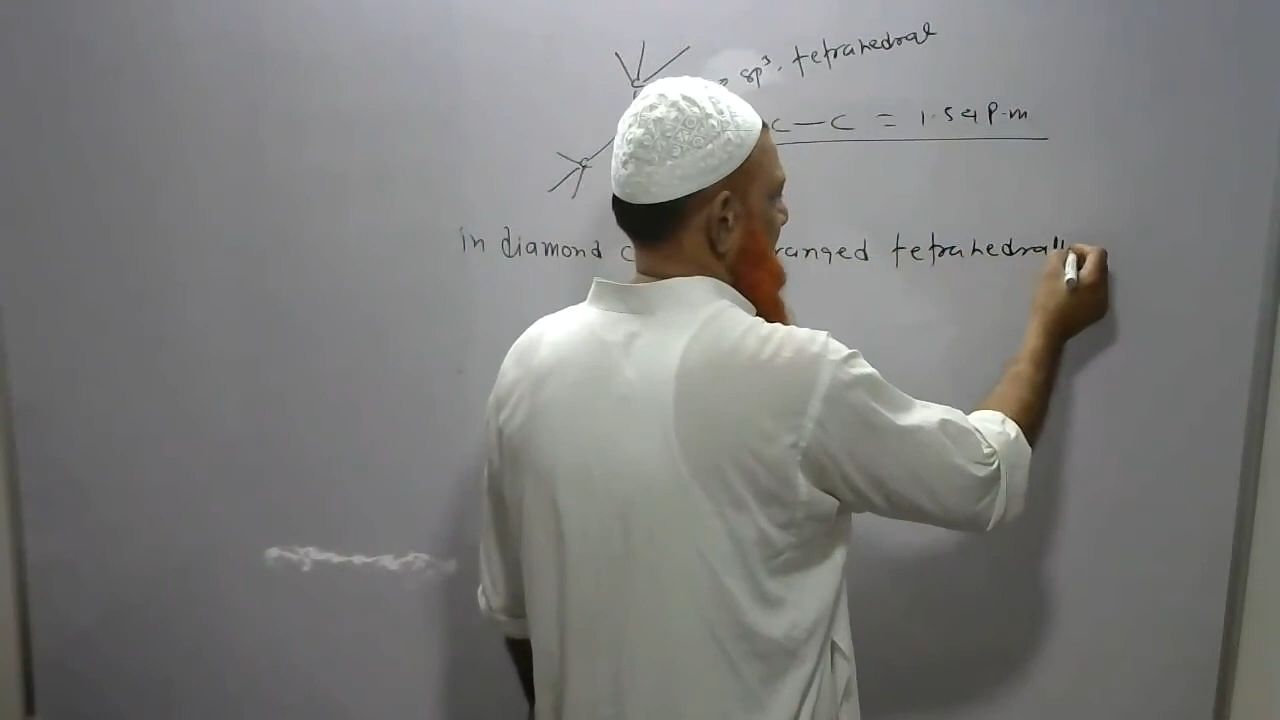 sp³. tetrahedral
C — C = 1.54 P.m
in diamond c ranged tetrahedrall